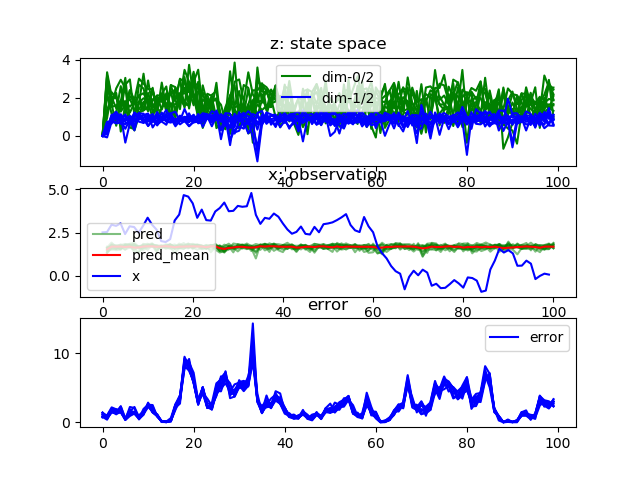 z: state space
4
2
0
dim-0/2
dim-1/2
0 20 40 60 80 100
x: observation
5.0
2.5
0.0
pred
pred_mean
x
0 20 40 60 80 100
error
10
0
error
0 20 40 60 80 100